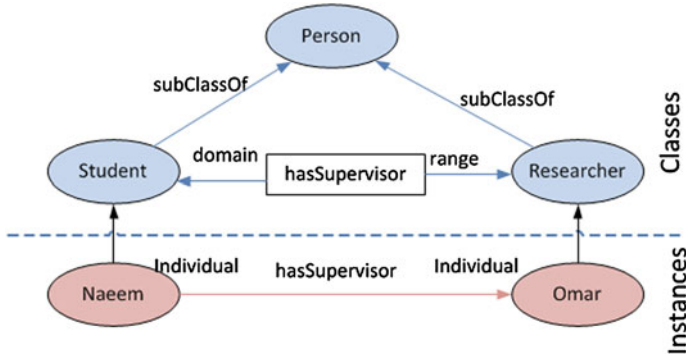 Person
subClassOf
subClassOf
Classes
Student
domain
hasSupervisor
range
Researcher
Individual
hasSupervisor
Individual
Naeem
Omar
Instances